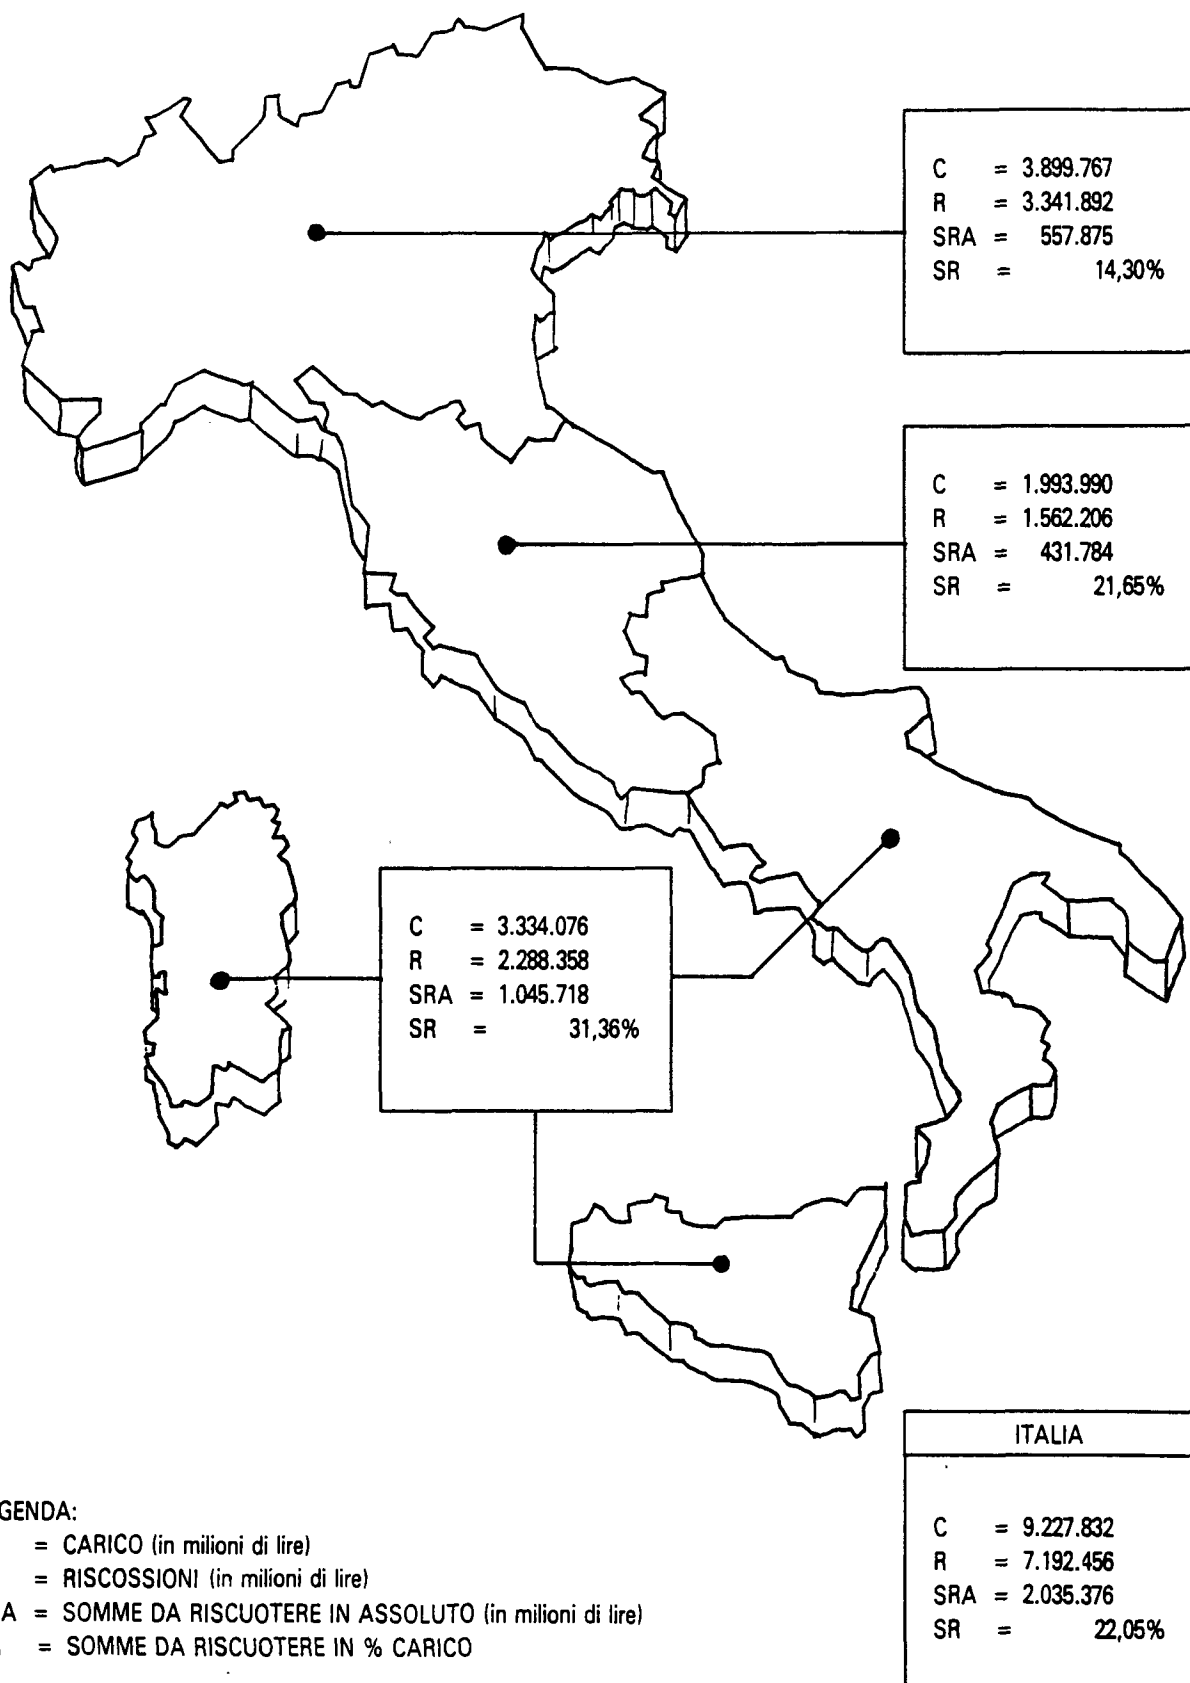 C = 3.899.767
R = 3.341.892
SRA = 557.875
SR = 14,30%
C = 1.993.990
R = 1.562.206
SRA = 431.784
SR = 21,65%
C = 3.334.076
R = 2.288.358
SRA = 1.045.718
SR = 31,36%
ITALIA
C = 9.227.832
R = 7.192.456
SRA = 2.035.376
SR = 22,05%
GENDA:
= CARICO (in milioni di lire)
= RISCOSSIONI (in milioni di lire)
A = SOMME DA RISCUOTERE IN ASSOLUTO (in milioni di lire)
= SOMME DA RISCUOTERE IN % CARICO